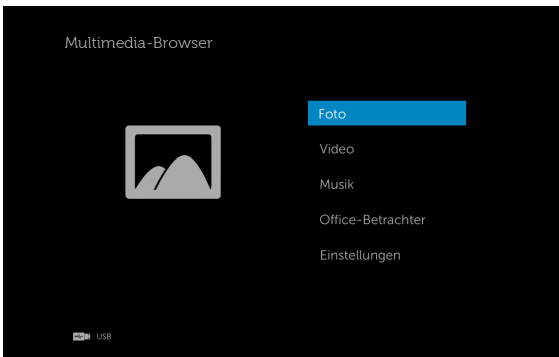 Multimedia-Browser
Foto
Video
Musik
Office-Betrachter
Einstellungen
USB